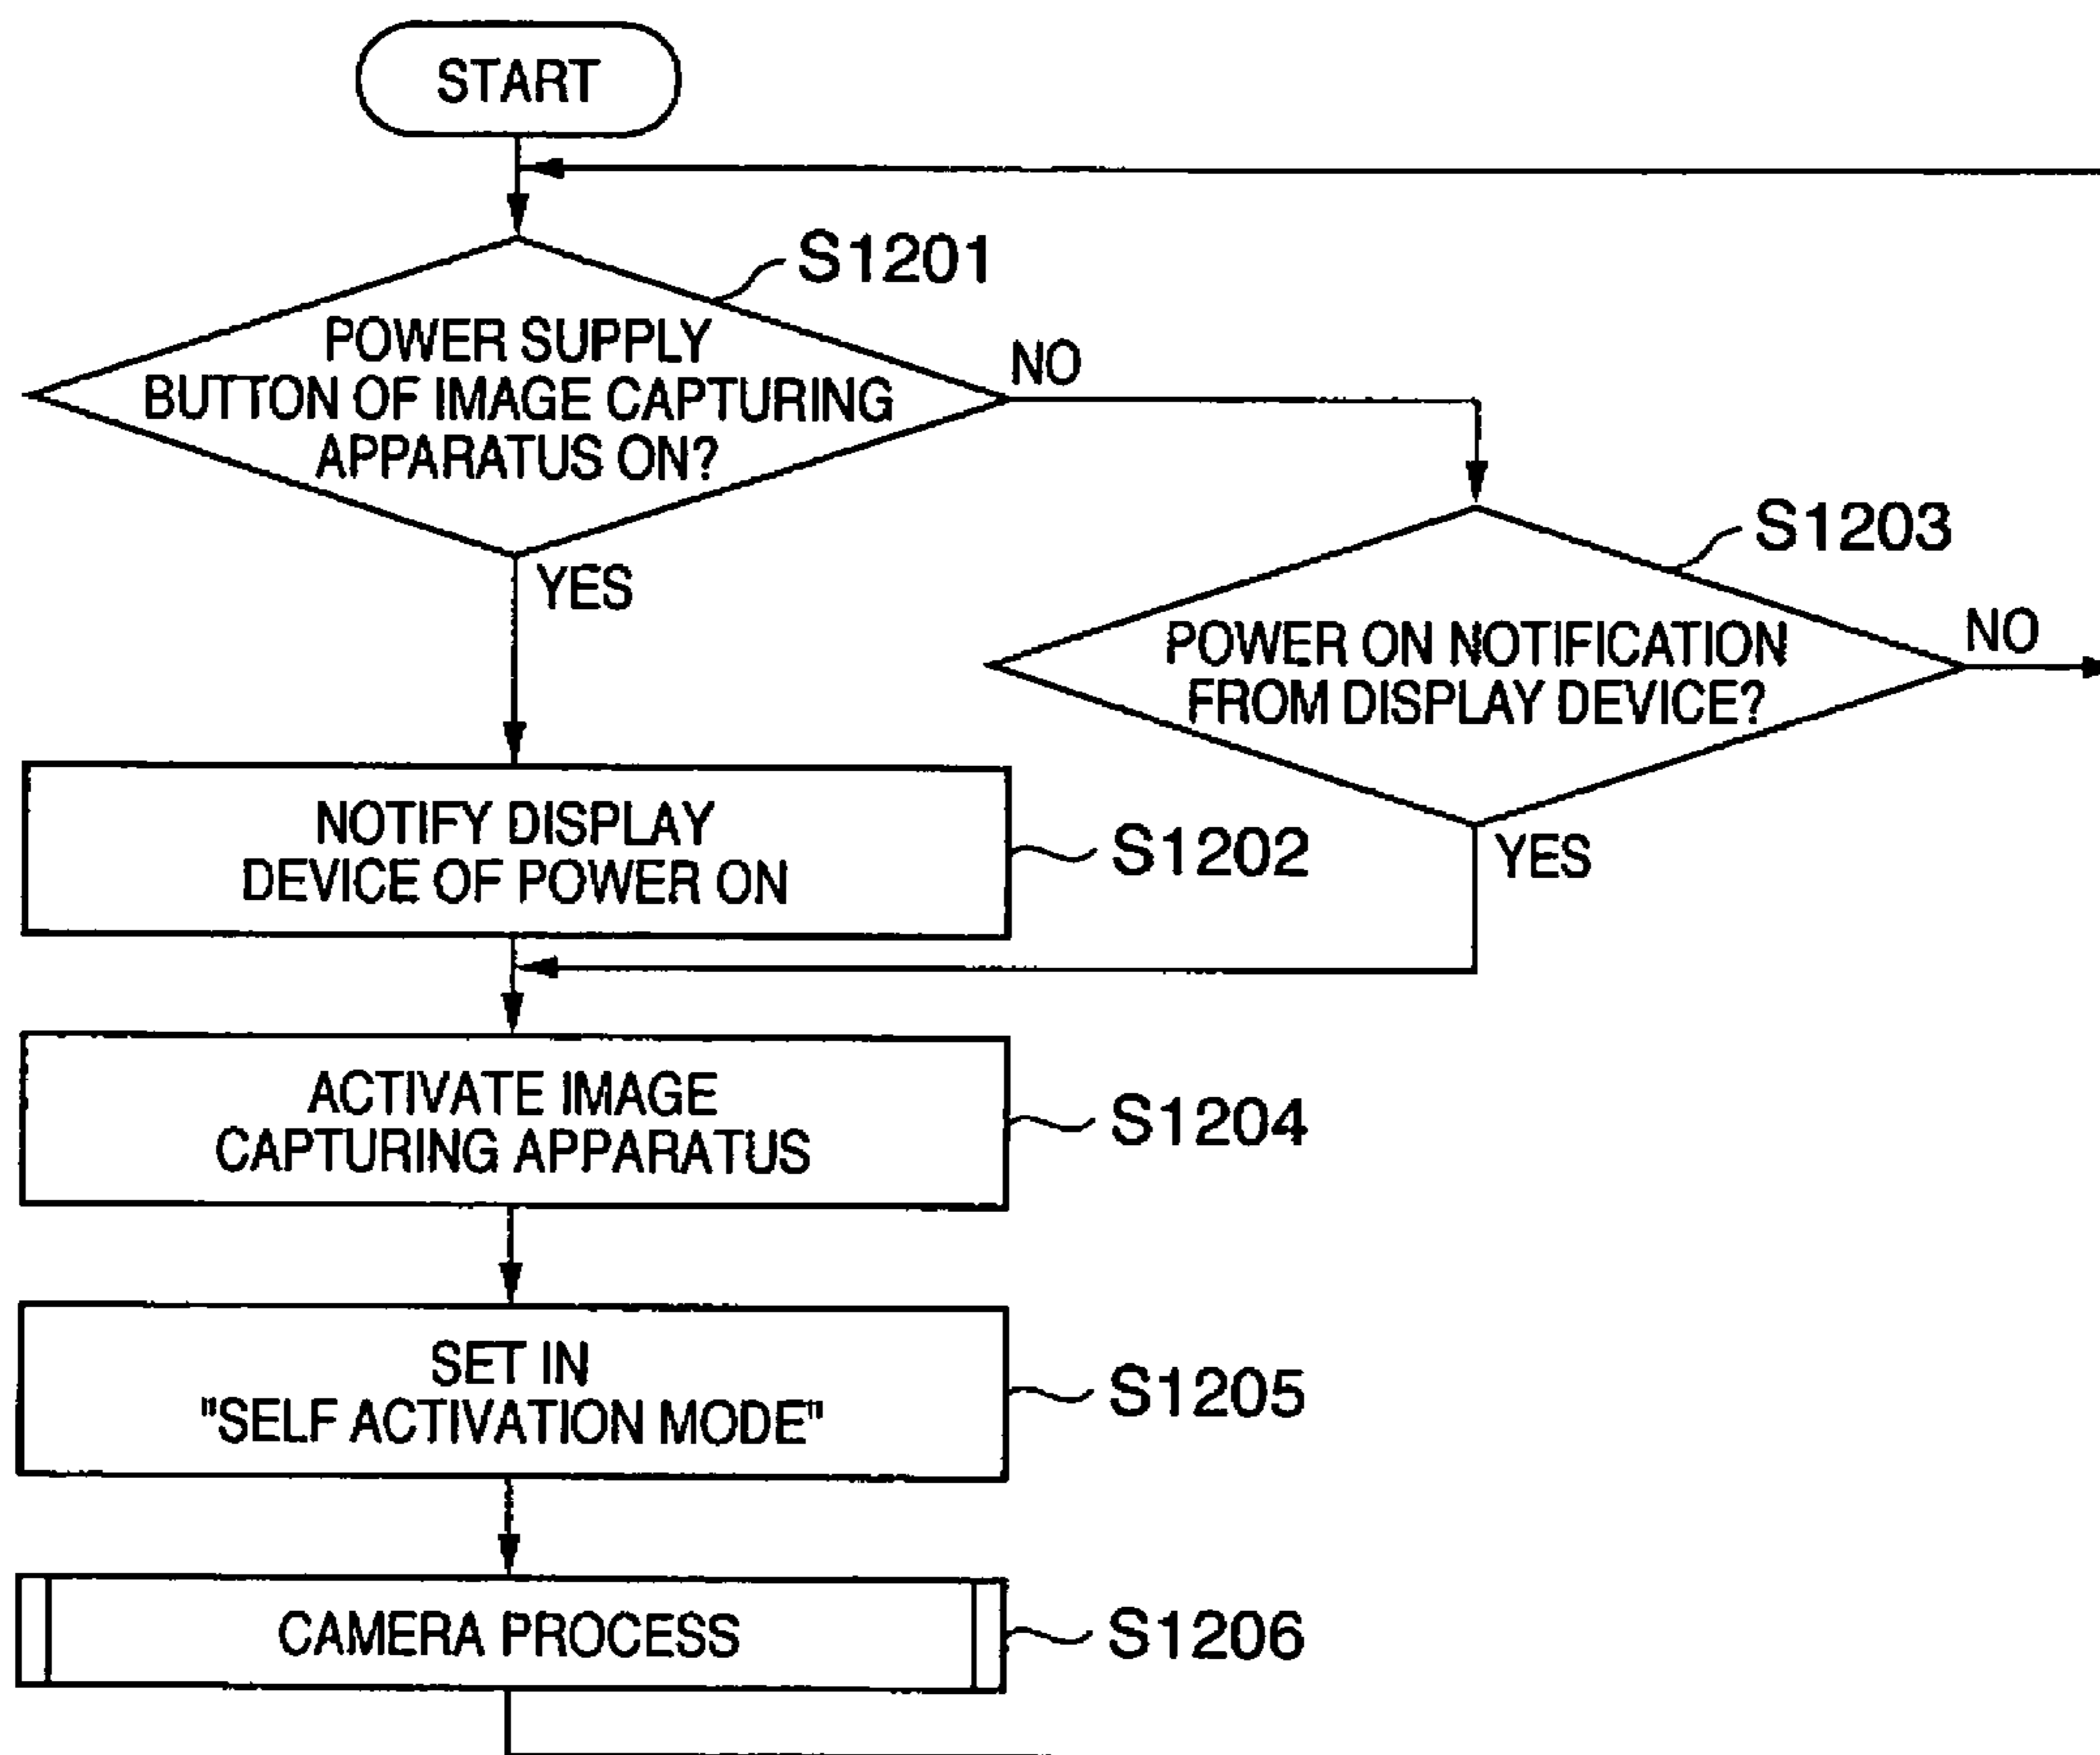 START
S1201
POWER SUPPLY
BUTTON OF IMAGE CAPTURING
APPARATUS ON?
NO
YES
S1203
POWER ON NOTIFICATION
FROM DISPLAY DEVICE?
NO
YES
NOTIFY DISPLAY
DEVICE OF POWER ON
S1202
ACTIVATE IMAGE
CAPTURING APPARATUS
S1204
SET IN
"SELF ACTIVATION MODE"
S1205
CAMERA PROCESS
S1206